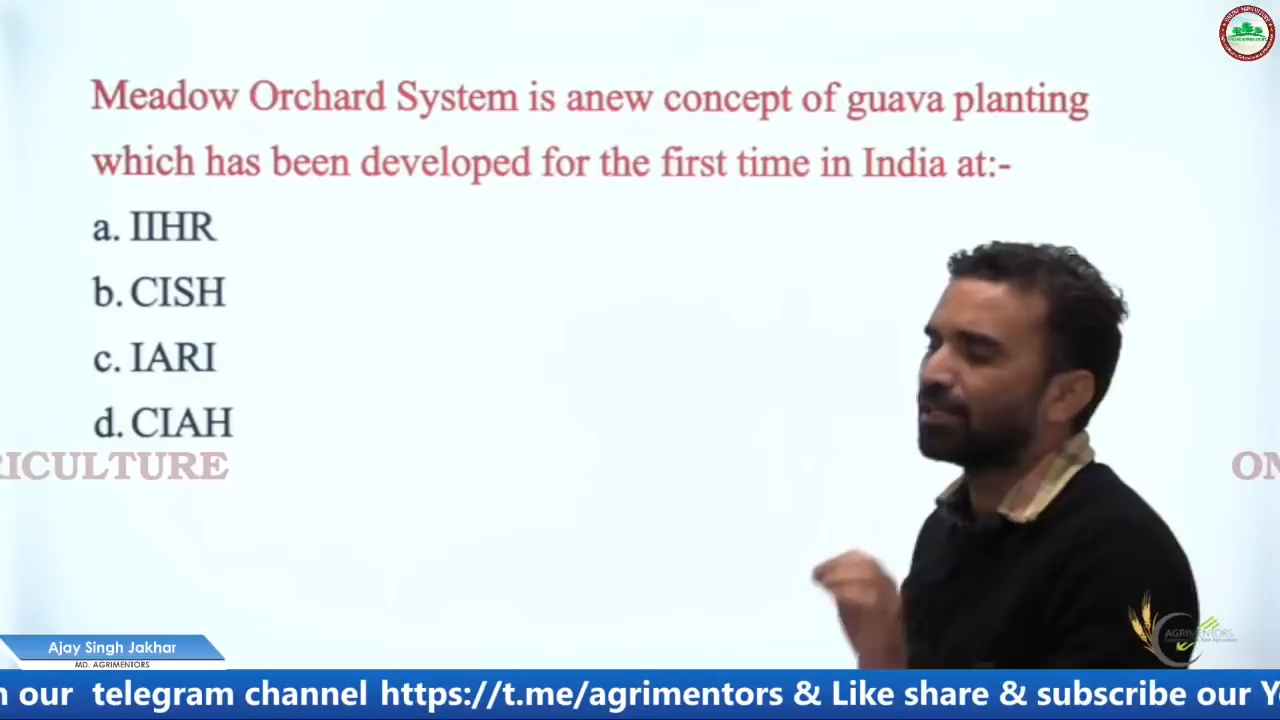 Meadow Orchard System is anew concept of guava planting
which has been developed for the first time in India at:-
a. IIHR
b. CISH
c. IARI
d. CIAH
RICULTURE
ON
AGRIMENTORS
Ajay Singh Jakhar
MD. AGRIMENTORS
n our telegram channel https://t.me/agrimentors & Like share & subscribe our Y